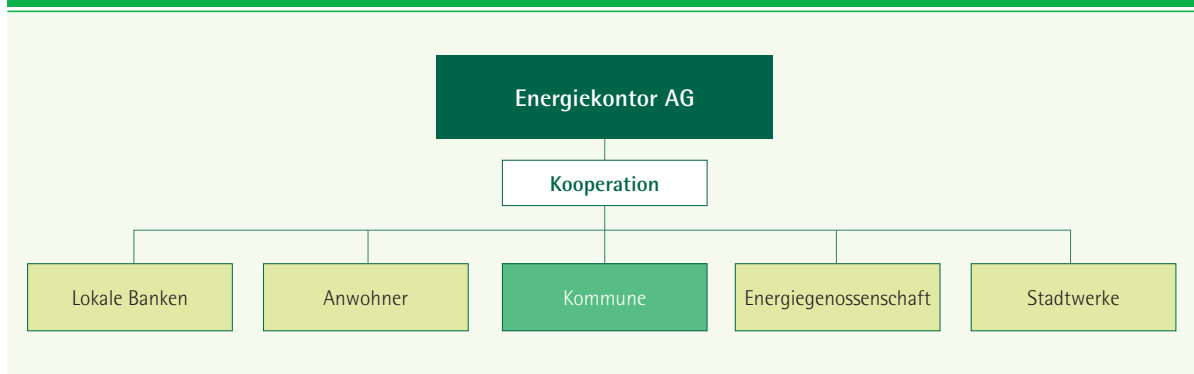 Energiekontor AG
Kooperation
Lokale Banken
Anwohner
Kommune
Energiegenossenschaft
Stadtwerke